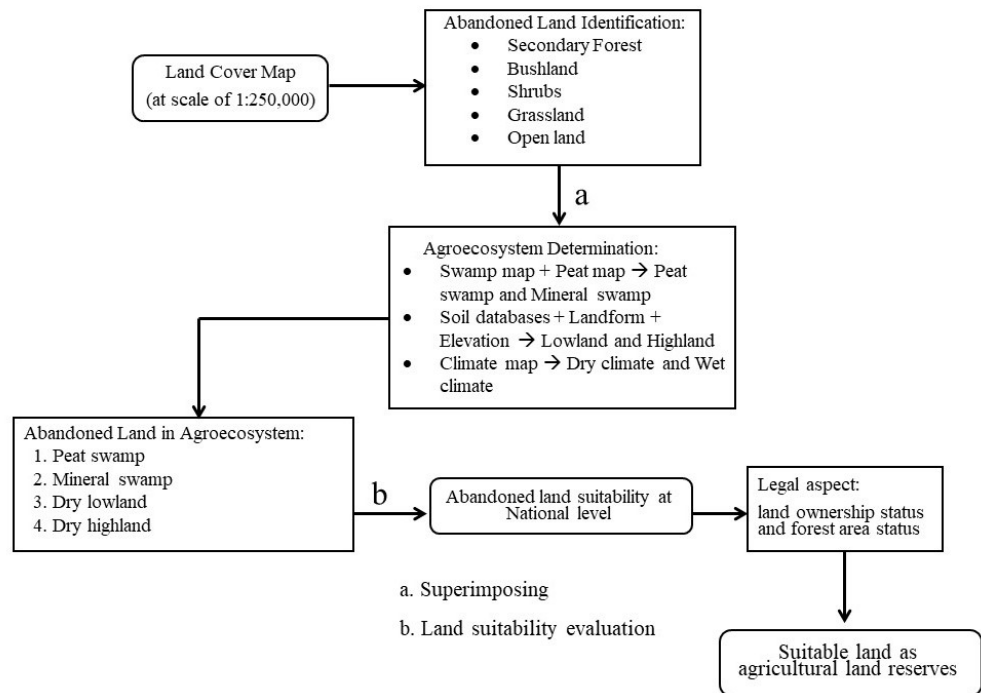 Land Cover Map
(at scale of 1:250,000)
Abandoned Land Identification:
• Secondary Forest
• Bushland
• Shrubs
• Grassland
• Open land
a
Agroecosystem Determination:
• Swamp map + Peat map → Peat
swamp and Mineral swamp
• Soil databases + Landform +
Elevation → Lowland and Highland
• Climate map → Dry climate and Wet
climate
Abandoned Land in Agroecosystem:
1. Peat swamp
2. Mineral swamp
3. Dry lowland
4. Dry highland
b
Abandoned land suitability at
National level
Legal aspect:
land ownership status
and forest area status
a. Superimposing
b. Land suitability evaluation
Suitable land as
agricultural land reserves